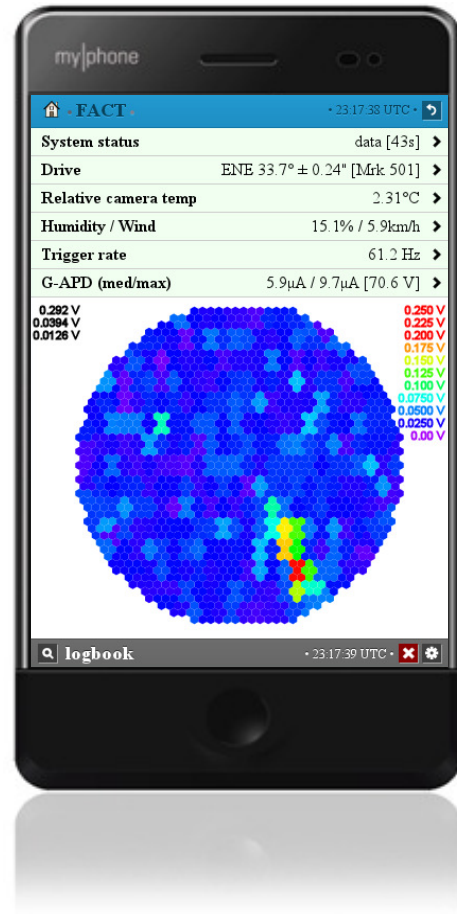 my|phone
FACT • 23:17:38 UTC •
System status data [43s]
Drive ENE 33.7° ± 0.24" [Mrk 501]
Relative camera temp 2.31°C
Humidity / Wind 15.1% / 5.9km/h
Trigger rate 61.2 Hz
G-APD (med/max) 5.9µA / 9.7µA [70.6 V]
0.292 V
0.0394 V
0.0126 V
0.250 V
0.225 V
0.200 V
0.175 V
0.150 V
0.125 V
0.100 V
0.0750 V
0.0500 V
0.0250 V
0.00 V
logbook • 23:17:39 UTC •